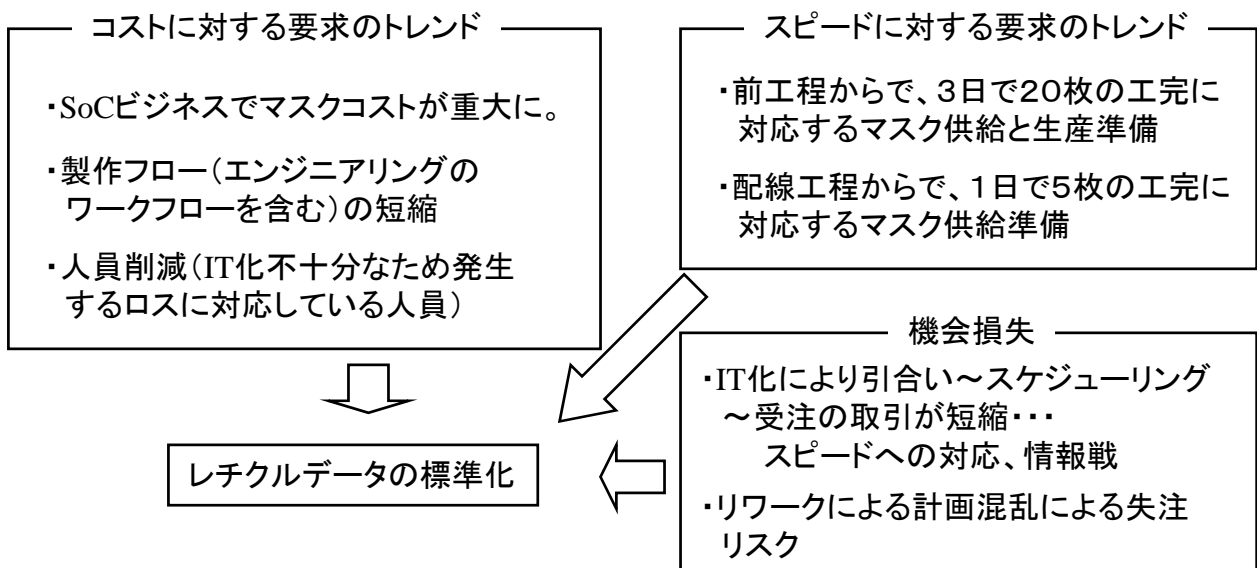 コストに対する要求のトレンド
・SoCビジネスでマスクコストが重大に。
・製作フロー(エンジニアリングの
ワークフローを含む)の短縮
・人員削減(IT化不十分なため発生
するロスに対応している人員)
スピードに対する要求のトレンド
・前工程からで、3日で20枚の工完に
対応するマスク供給と生産準備
・配線工程からで、1日で5枚の工完に
対応するマスク供給準備
機会損失
・IT化により引合い~スケジューリング
~受注の取引が短縮・・・
スピードへの対応、情報戦
・リワークによる計画混乱による失注
リスク
レチクルデータの標準化